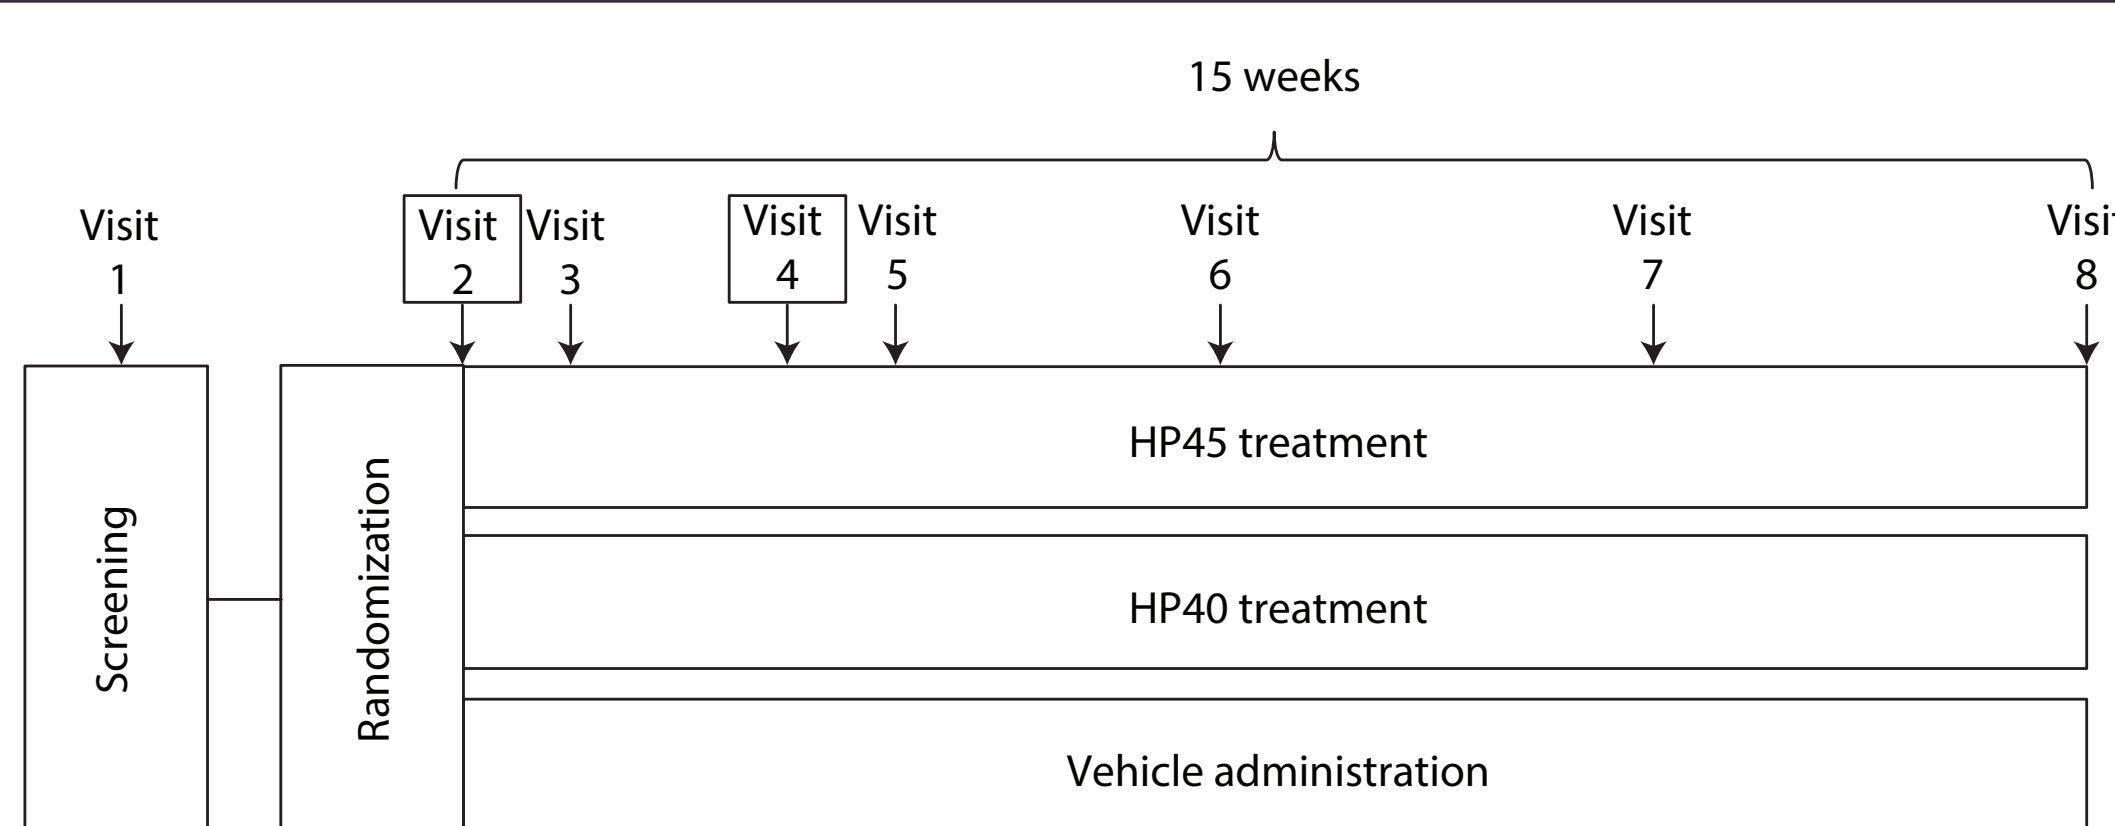 15 weeks
Visit
1
Visit
2
Visit
3
Visit
4
Visit
5
Visit
6
Visit
7
Visit
8
Screening
Randomization
HP45 treatment
HP40 treatment
Vehicle administration